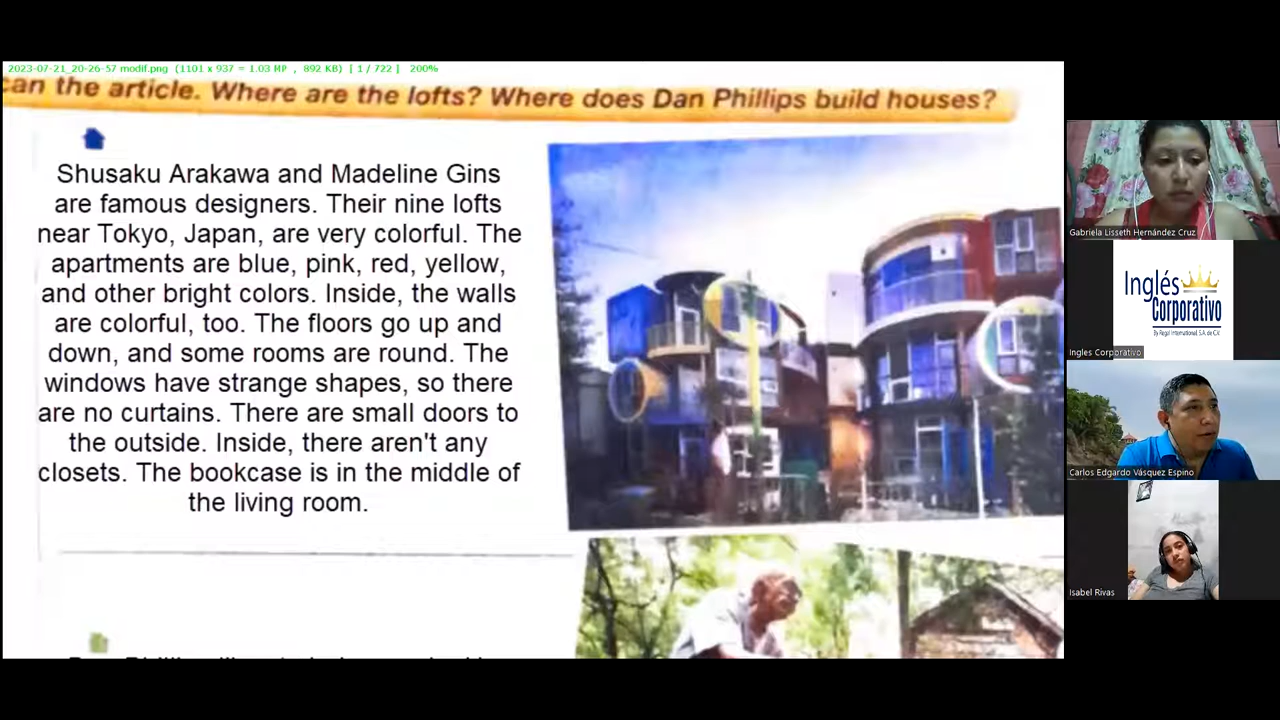 2023-07-21_20-26-57 modif.png (1101 x 937 = 1.03 MP , 892 KB) [ 1 / 722 ] 200%
can the article. Where are the lofts? Where does Dan Phillips build houses?
Shusaku Arakawa and Madeline Gins
are famous designers. Their nine lofts
near Tokyo, Japan, are very colorful. The
apartments are blue, pink, red, yellow,
and other bright colors. Inside, the walls
are colorful, too. The floors go up and
down, and some rooms are round. The
windows have strange shapes, so there
are no curtains. There are small doors to
the outside. Inside, there aren't any
closets. The bookcase is in the middle of
the living room.
Gabriela Lisseth Hernández Cruz
Inglés
Corporativo
By Regal International, S.A. de C.V.
Ingles Corporativo
Carlos Edgardo Vásquez Espino
Isabel Rivas